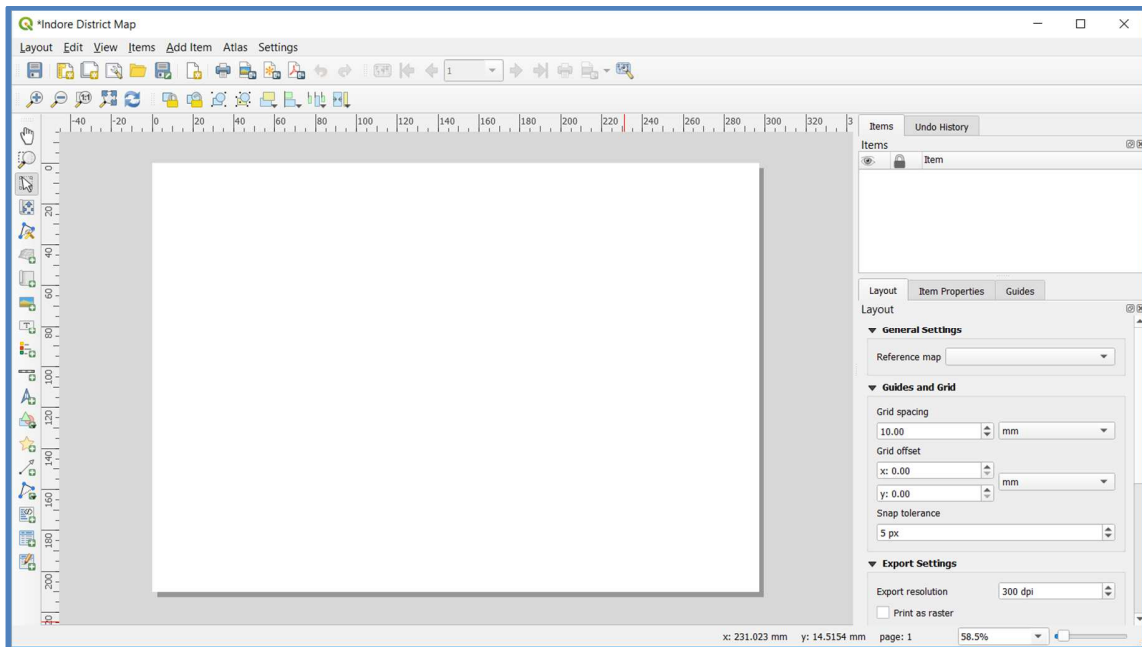 *Indore District Map
Layout Edit View Items Add Item Atlas Settings
1
-40 -20 0 20 40 60 80 100 120 140 160 180 200 220 240 260 280 300 320 3
0
20
40
60
80
100
120
140
160
180
200
20
Items Undo History
Items
Item
Layout Item Properties Guides
Layout
General Settings
Reference map
Guides and Grid
Grid spacing
10.00 mm
Grid offset
x: 0.00
mm
y: 0.00
Snap tolerance
5 px
Export Settings
Export resolution 300 dpi
Print as raster
x: 231.023 mm y: 14.5154 mm page: 1 58.5%